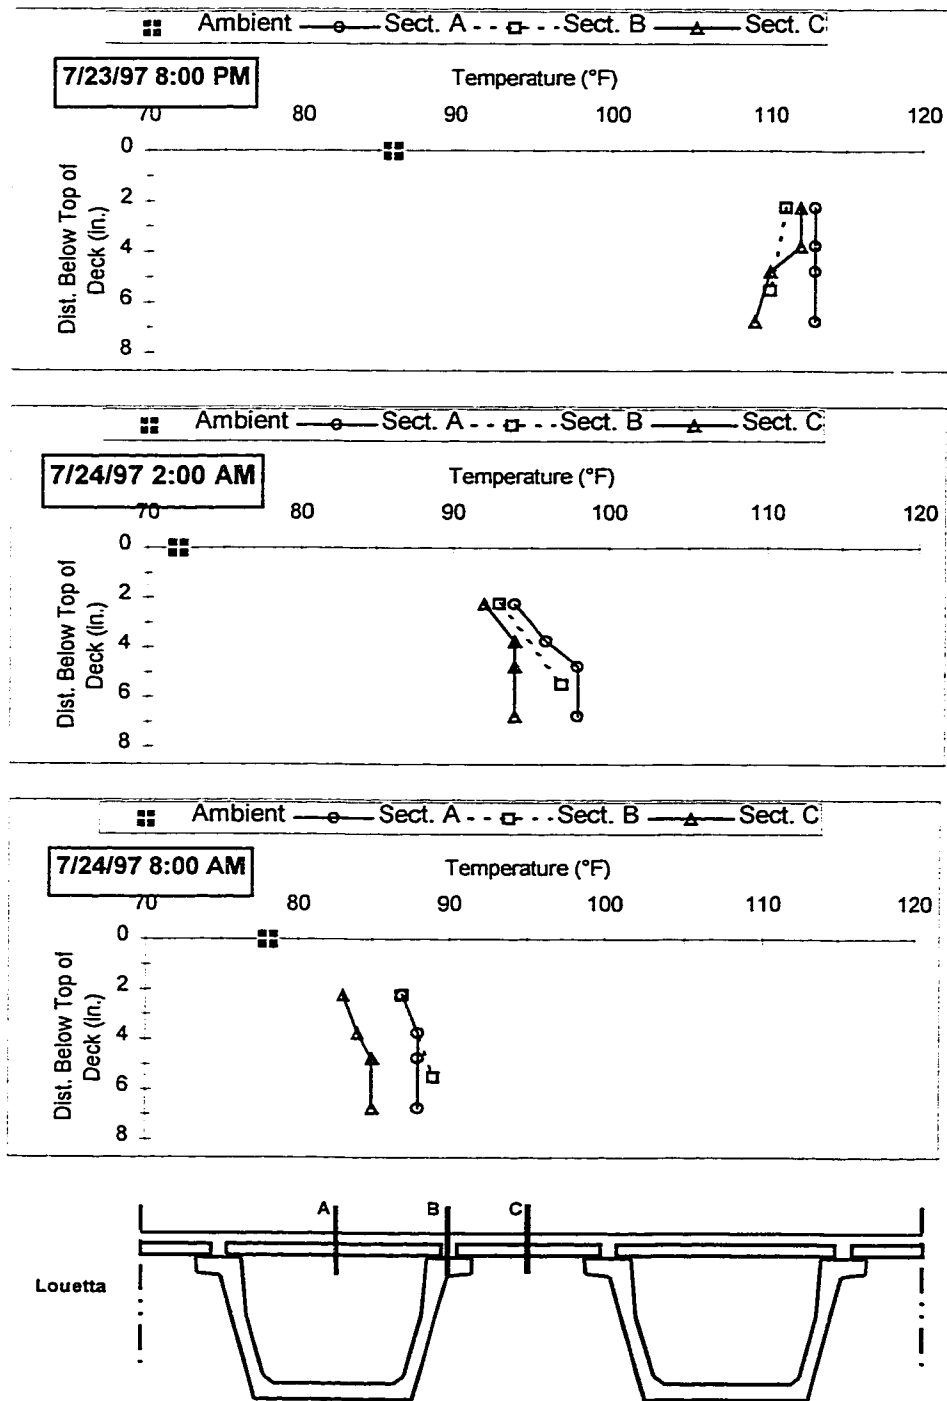 Ambient Sect. A Sect. B Sect. C
7/23/97 8:00 PM
Temperature (°F)
70 80 90 100 110 120
Dist. Below Top of
Deck (in.)
0
2
4
6
8
Ambient Sect. A Sect. B Sect. C
7/24/97 2:00 AM
Temperature (°F)
70 80 90 100 110 120
Dist. Below Top of
Deck (in.)
0
2
4
6
8
Ambient Sect. A Sect. B Sect. C
7/24/97 8:00 AM
Temperature (°F)
70 80 90 100 110 120
Dist. Below Top of
Deck (in.)
0
2
4
6
8
A B C
Louetta